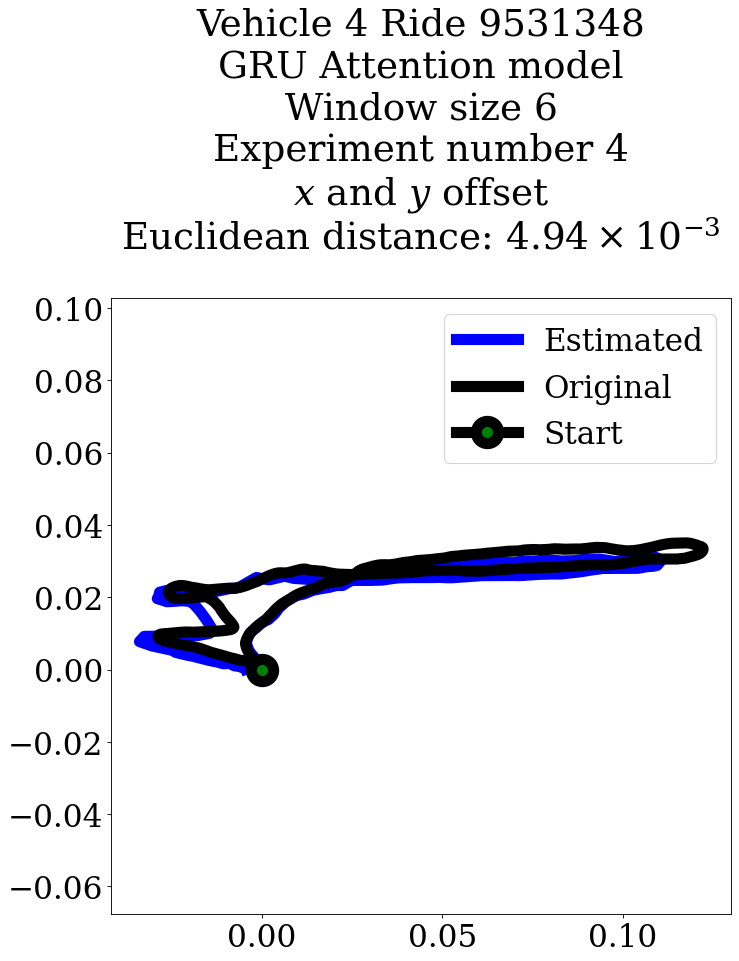 Vehicle 4 Ride 9531348
GRU Attention model
Window size 6
Experiment number 4
x and y offset
Euclidean distance: 4.94 × 10⁻³
0.10
0.08
0.06
0.04
0.02
0.00
−0.02
−0.04
−0.06
Estimated
Original
Start
0.00 0.05 0.10